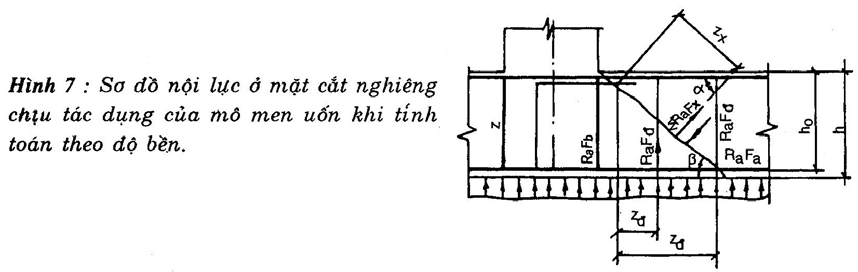 Hình 7 : Sơ đồ nội lực ở mặt cắt nghiêng
chịu tác dụng của mô men uốn khi tính
toán theo độ bền.
zx
α
z
RaFb
RaFđ
RaFx
RaFđ
RaFa
β
ho
h
zđ
zđ